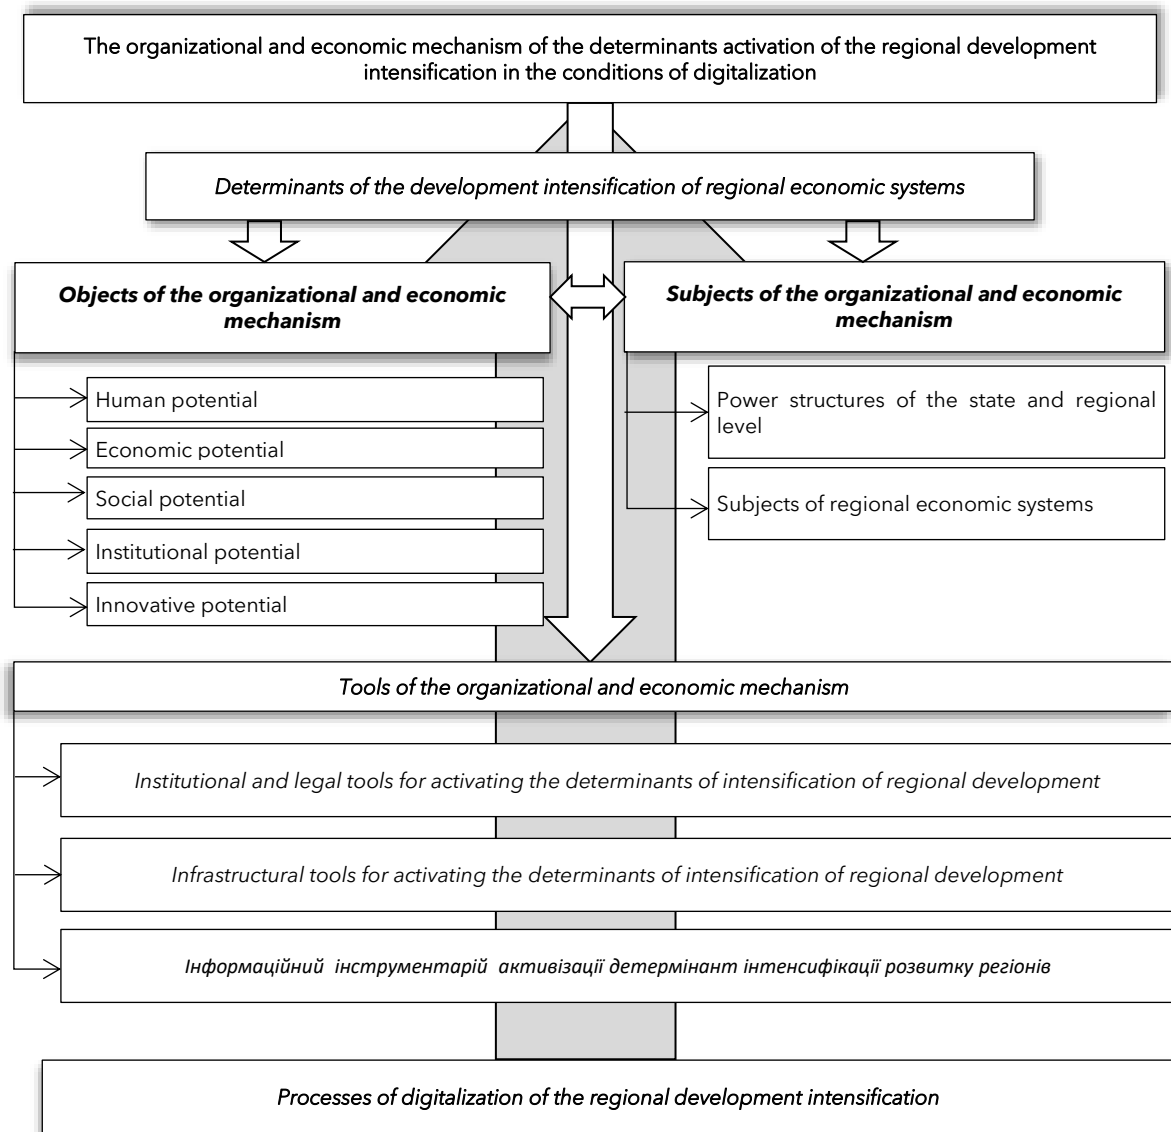 The organizational and economic mechanism of the determinants activation of the regional development
intensification in the conditions of digitalization
Determinants of the development intensification of regional economic systems
Objects of the organizational and economic
mechanism
Subjects of the organizational and economic
mechanism
Human potential
Economic potential
Social potential
Institutional potential
Innovative potential
Power structures of the state and regional
level
Subjects of regional economic systems
Tools of the organizational and economic mechanism
Institutional and legal tools for activating the determinants of intensification of regional development
Infrastructural tools for activating the determinants of intensification of regional development
Інформаційний інструментарій активізації детермінант інтенсифікації розвитку регіонів
Processes of digitalization of the regional development intensification